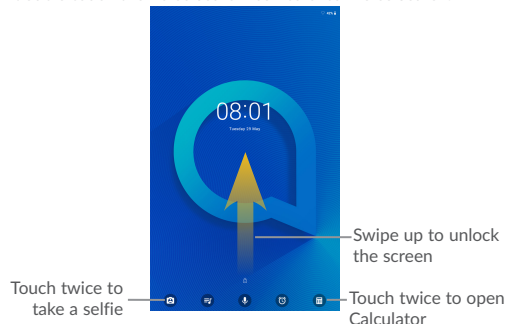 49%
08:01
Tuesday 29 May
Swipe up to unlock
the screen
Touch twice to
take a selfie
Touch twice to open
Calculator